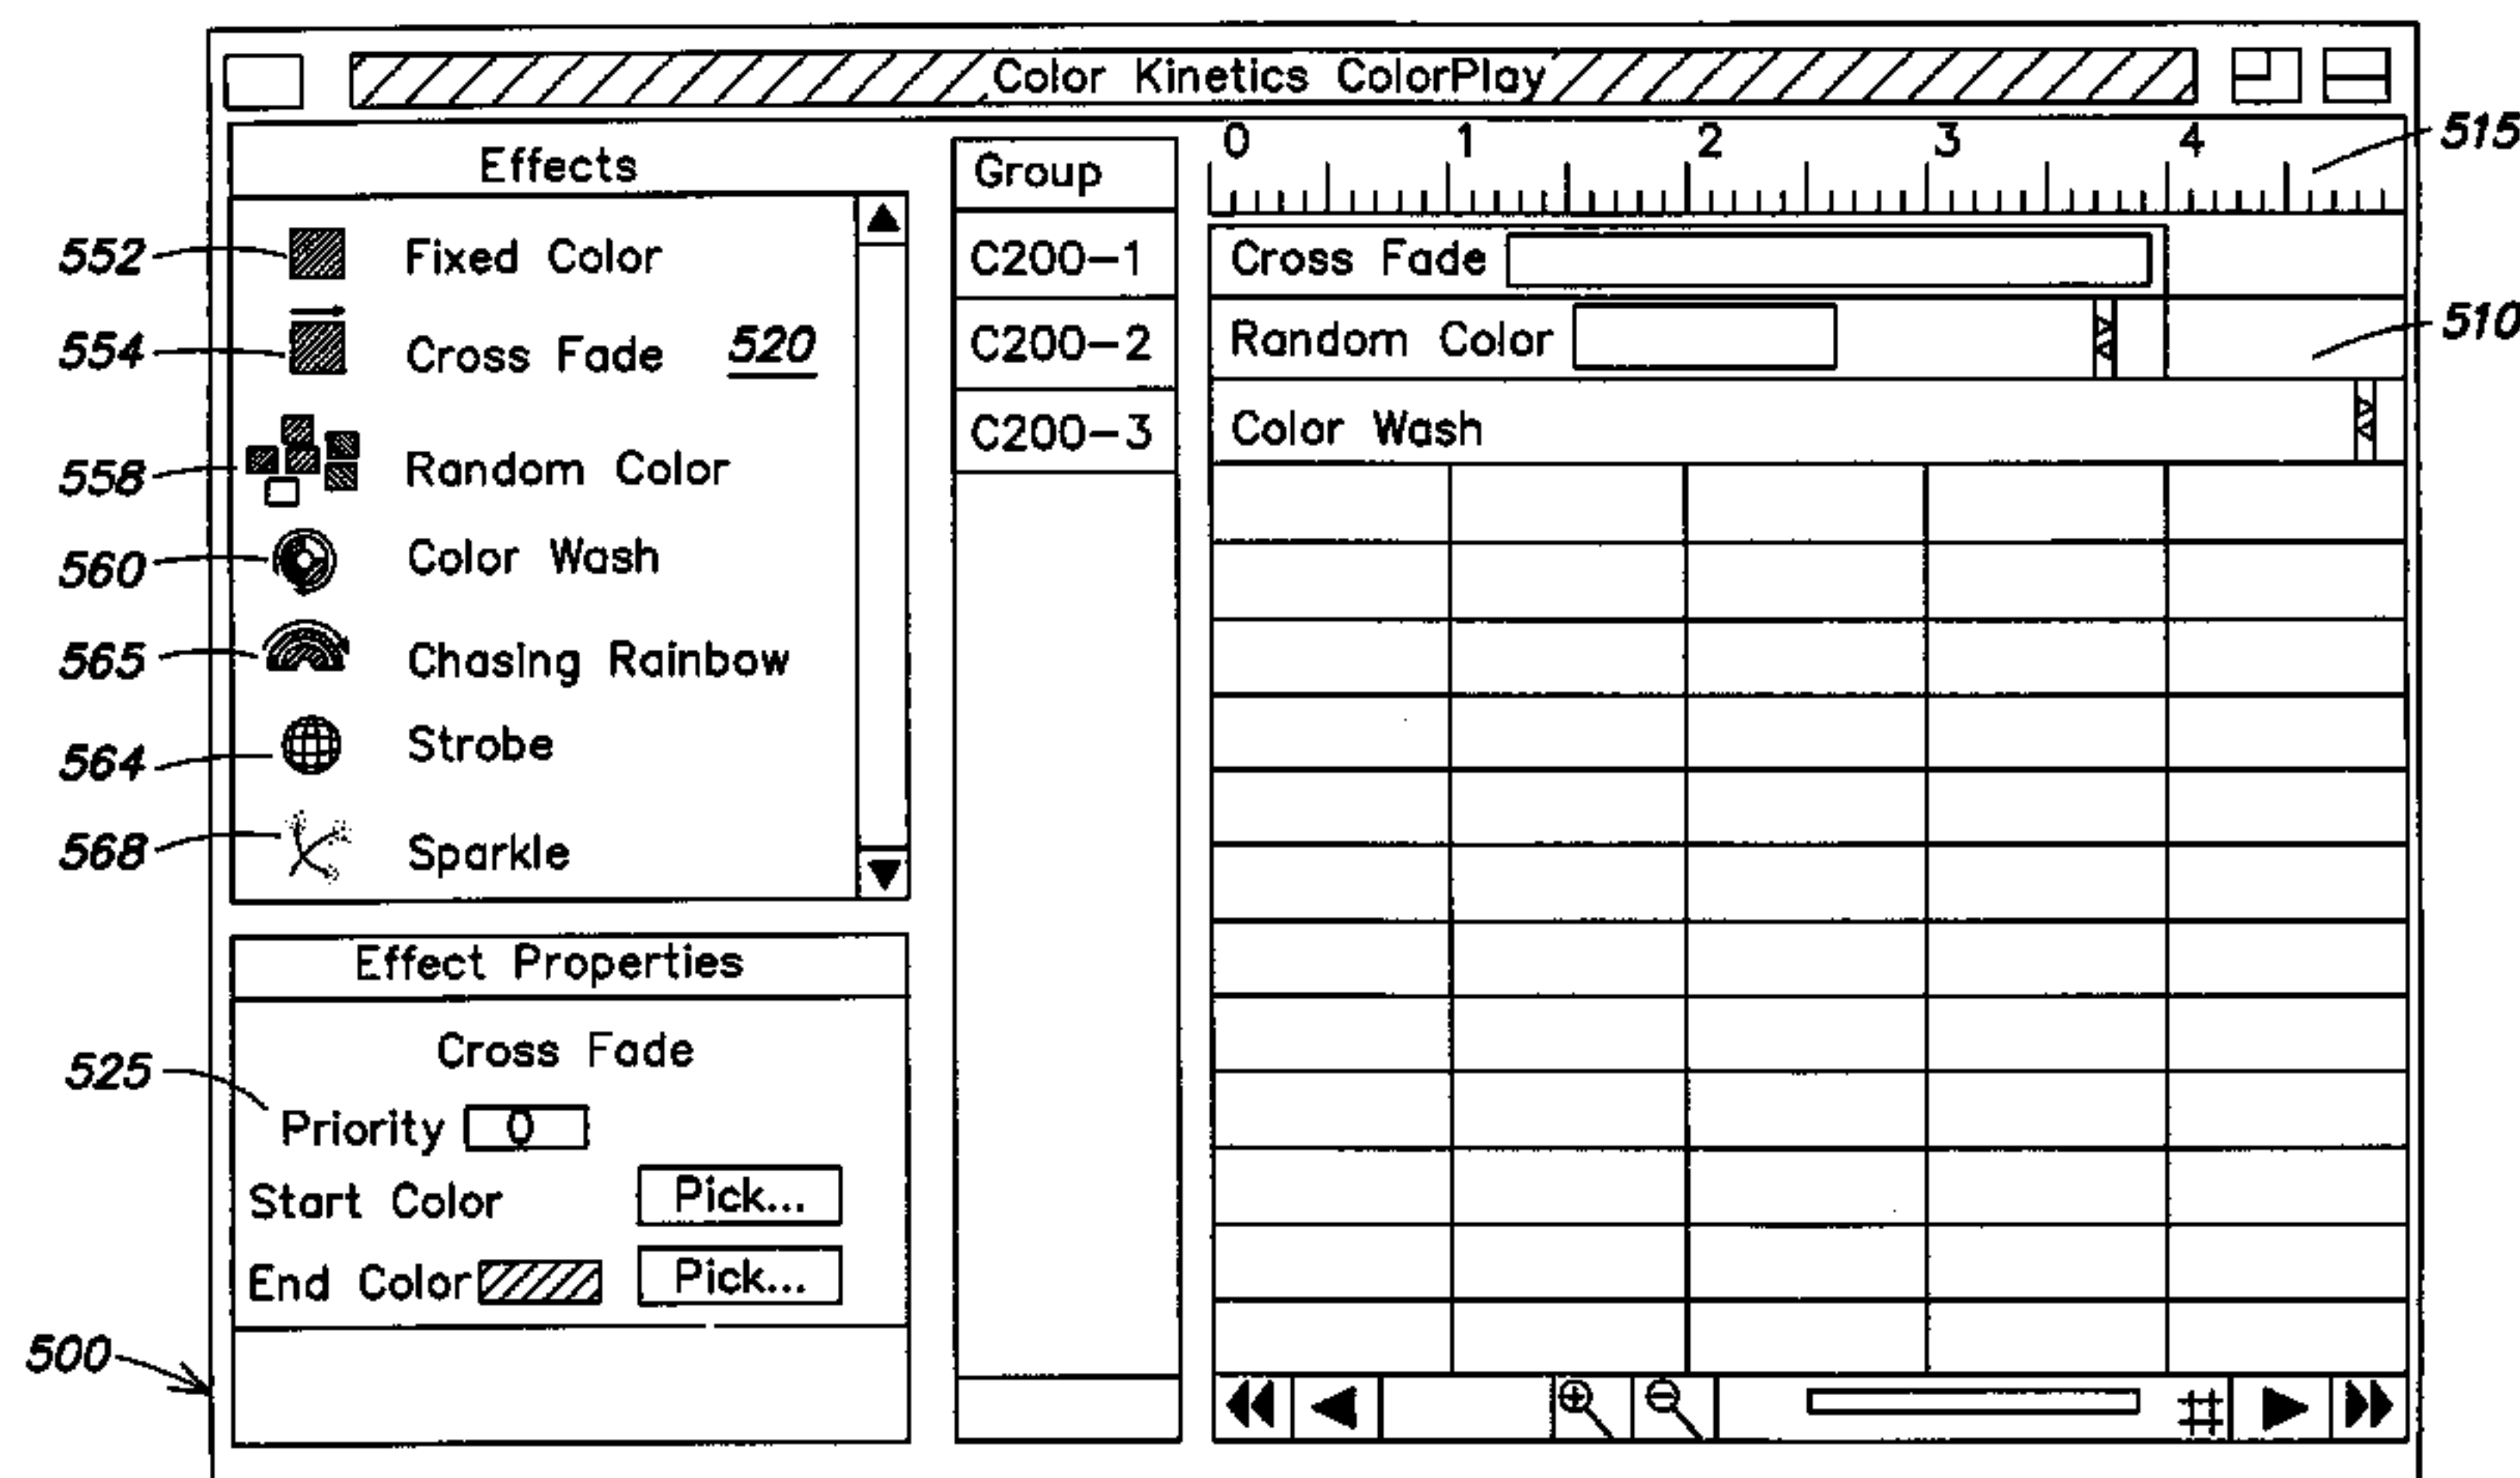 Color Kinetics ColorPlay
515
Effects
552 Fixed Color
554 Cross Fade 520
558 Random Color
560 Color Wash
565 Chasing Rainbow
564 Strobe
568 Sparkle
Effect Properties
Cross Fade
525
Priority 0
Start Color Pick...
End Color Pick...
500
Group
C200-1
C200-2
C200-3
0 1 2 3 4
Cross Fade
Random Color
510
Color Wash